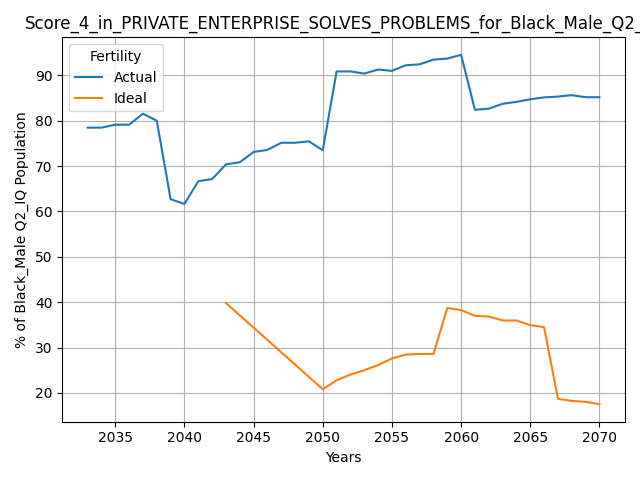 Score_4_in_PRIVATE_ENTERPRISE_SOLVES_PROBLEMS_for_Black_Male_Q2_
Fertility
Actual
Ideal
90
80
70
60
50
40
30
20
% of Black_Male Q2_IQ Population
2035 2040 2045 2050 2055 2060 2065 2070
Years